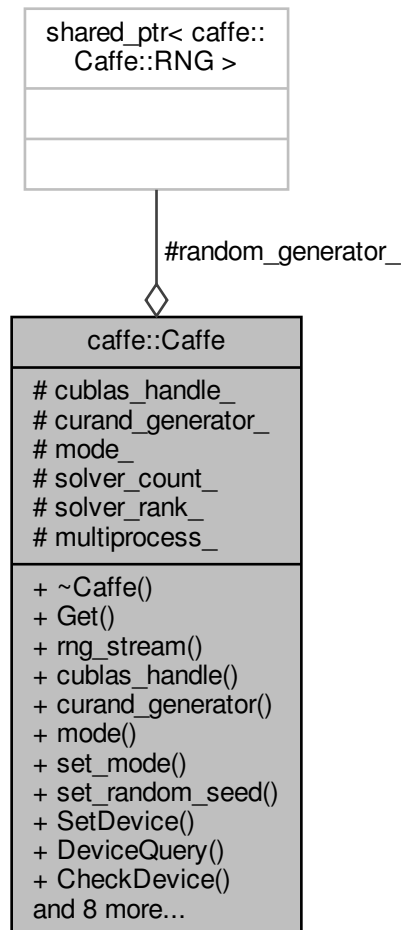 shared_ptr< caffe::
Caffe::RNG >
#random_generator_
caffe::Caffe
# cublas_handle_
# curand_generator_
# mode_
# solver_count_
# solver_rank_
# multiprocess_
+ ~Caffe()
+ Get()
+ rng_stream()
+ cublas_handle()
+ curand_generator()
+ mode()
+ set_mode()
+ set_random_seed()
+ SetDevice()
+ DeviceQuery()
+ CheckDevice()
and 8 more...